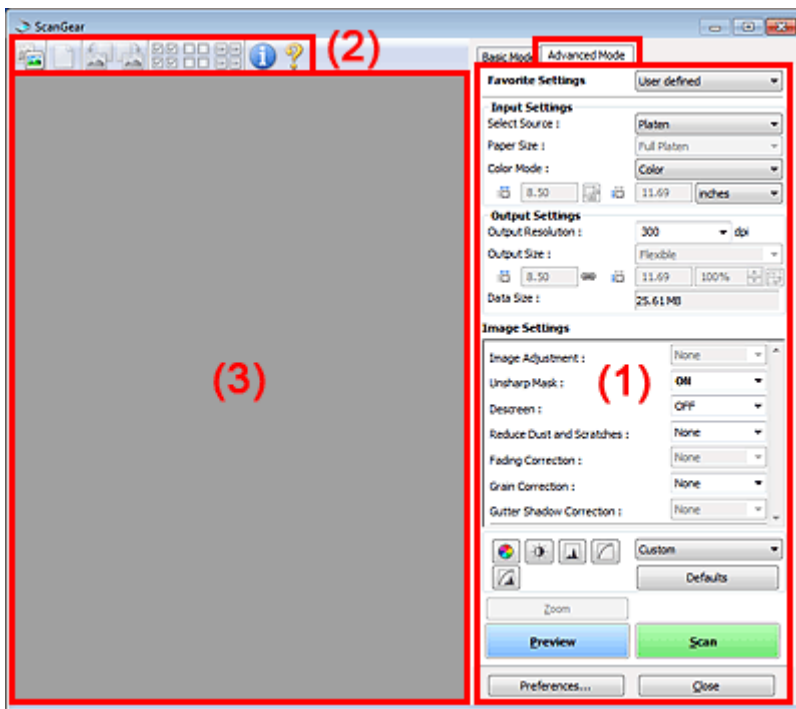 ScanGear
(2)
Basic Mode Advanced Mode
Favorite Settings User defined
Input Settings
Select Source : Platen
Paper Size : Full Platen
Color Mode : Color
8.50 11.69 inches
Output Settings
Output Resolution : 300 dpi
Output Size : Flexible
8.50 11.69 100%
Data Size : 25.61 MB
Image Settings
Image Adjustment : None
(3)
(1)
Unsharp Mask : ON
Descreen : OFF
Reduce Dust and Scratches : None
Fading Correction : None
Grain Correction : None
Gutter Shadow Correction : None
Custom
Defaults
Zoom
Preview Scan
Preferences... Close